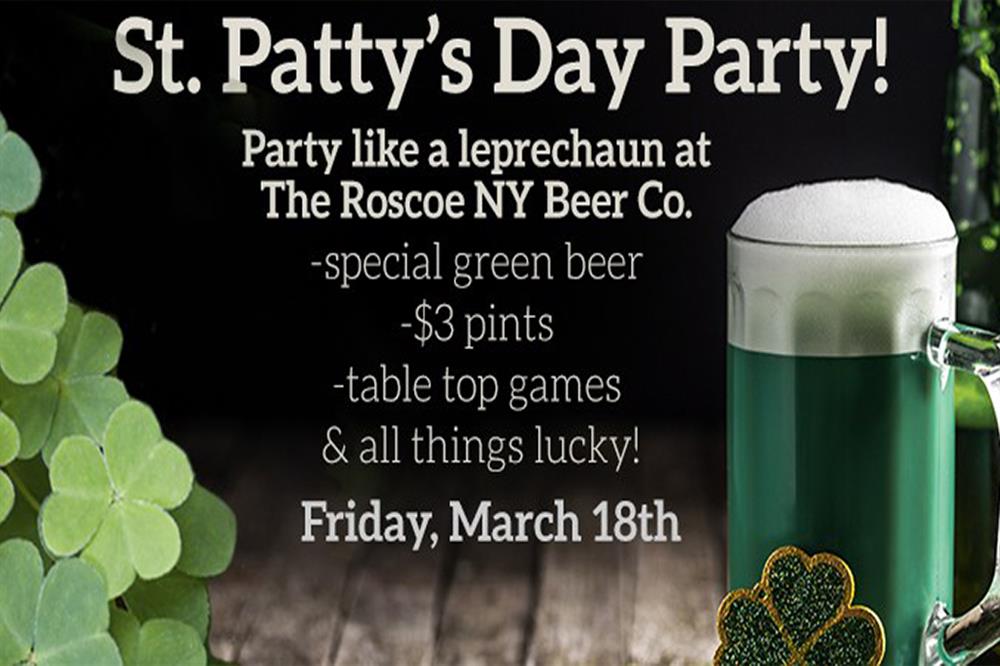 St. Patty's Day Party!
Party like a leprechaun at
The Roscoe NY Beer Co.
-special green beer
-$3 pints
-table top games
& all things lucky!
Friday, March 18th